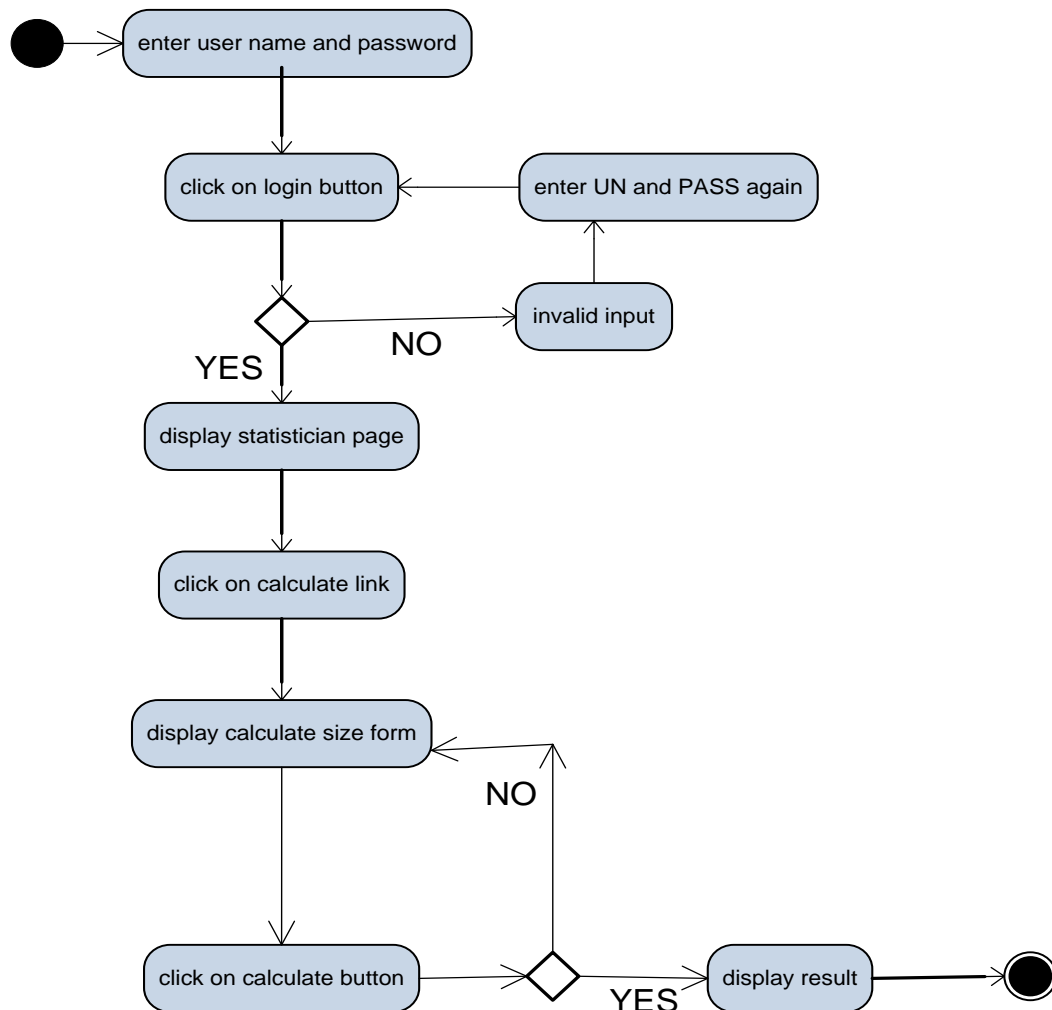 enter user name and password
click on login button
enter UN and PASS again
invalid input
NO
YES
display statistician page
click on calculate link
display calculate size form
NO
click on calculate button
YES
display result